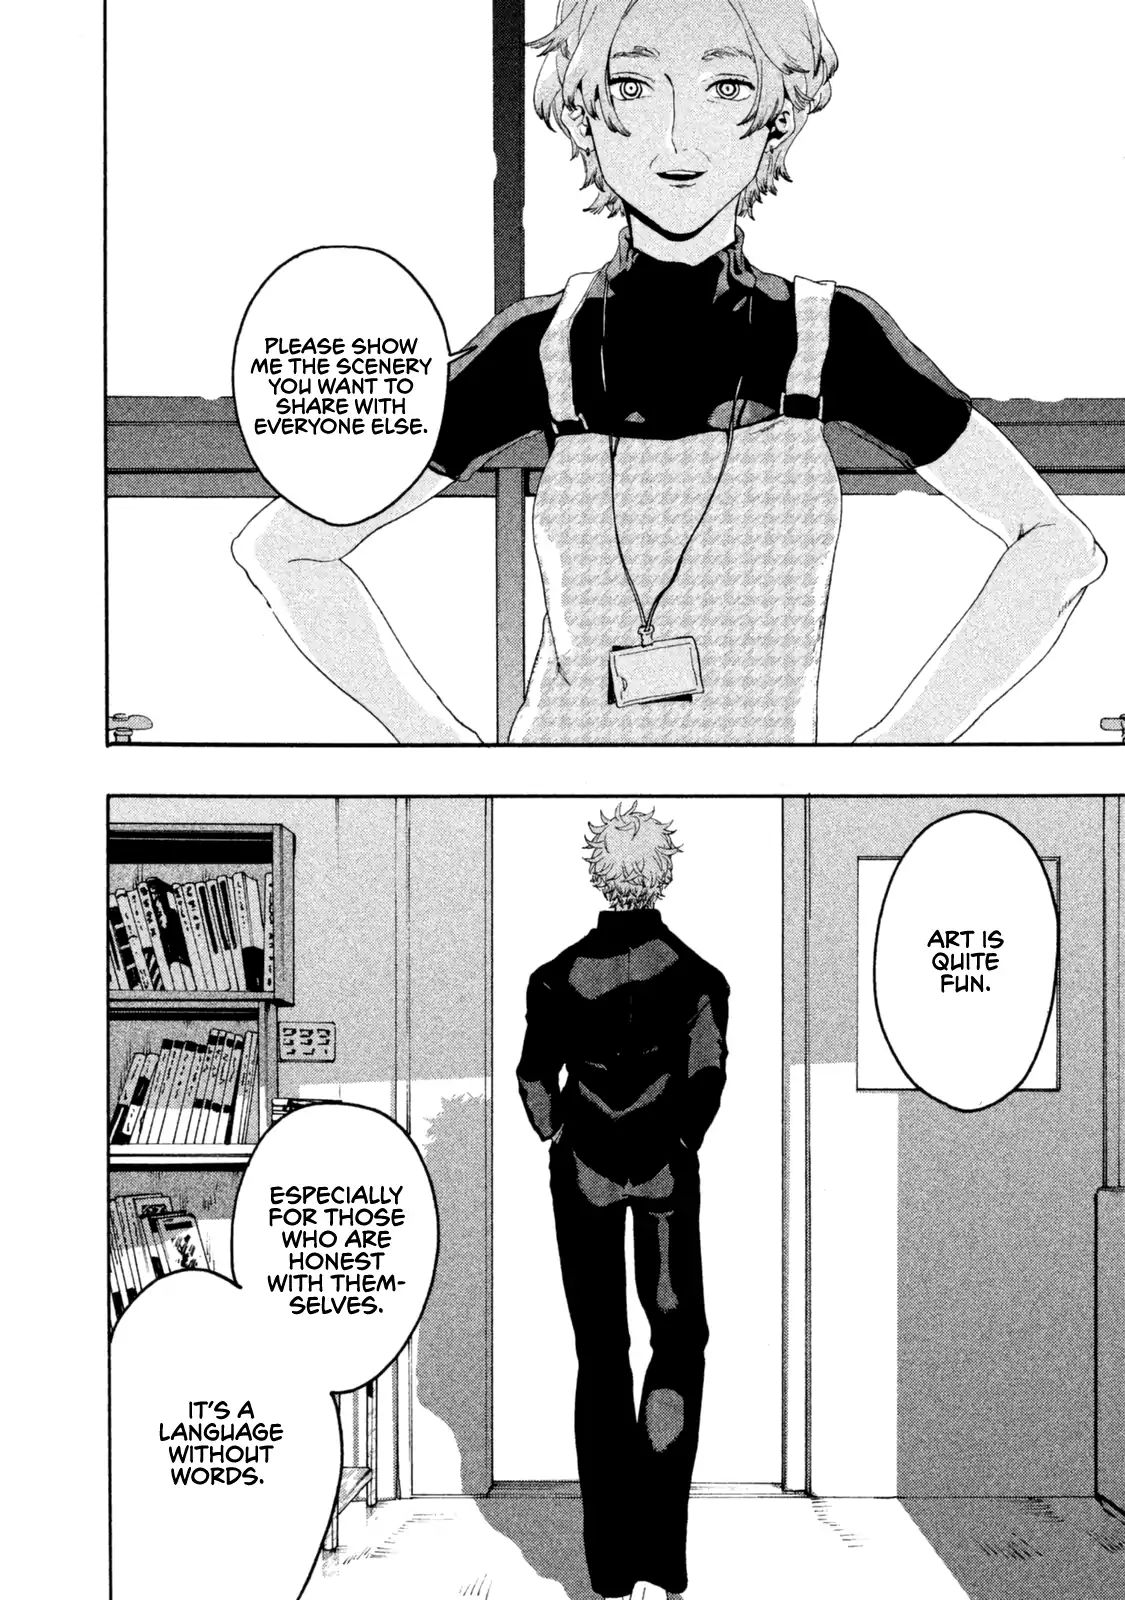 PLEASE SHOW
ME THE SCENERY
YOU WANT TO
SHARE WITH
EVERYONE ELSE.
ART IS
QUITE
FUN.
ESPECIALLY
FOR THOSE
WHO ARE
HONEST
WITH THEM-
SELVES.
IT'S A
LANGUAGE
WITHOUT
WORDS.